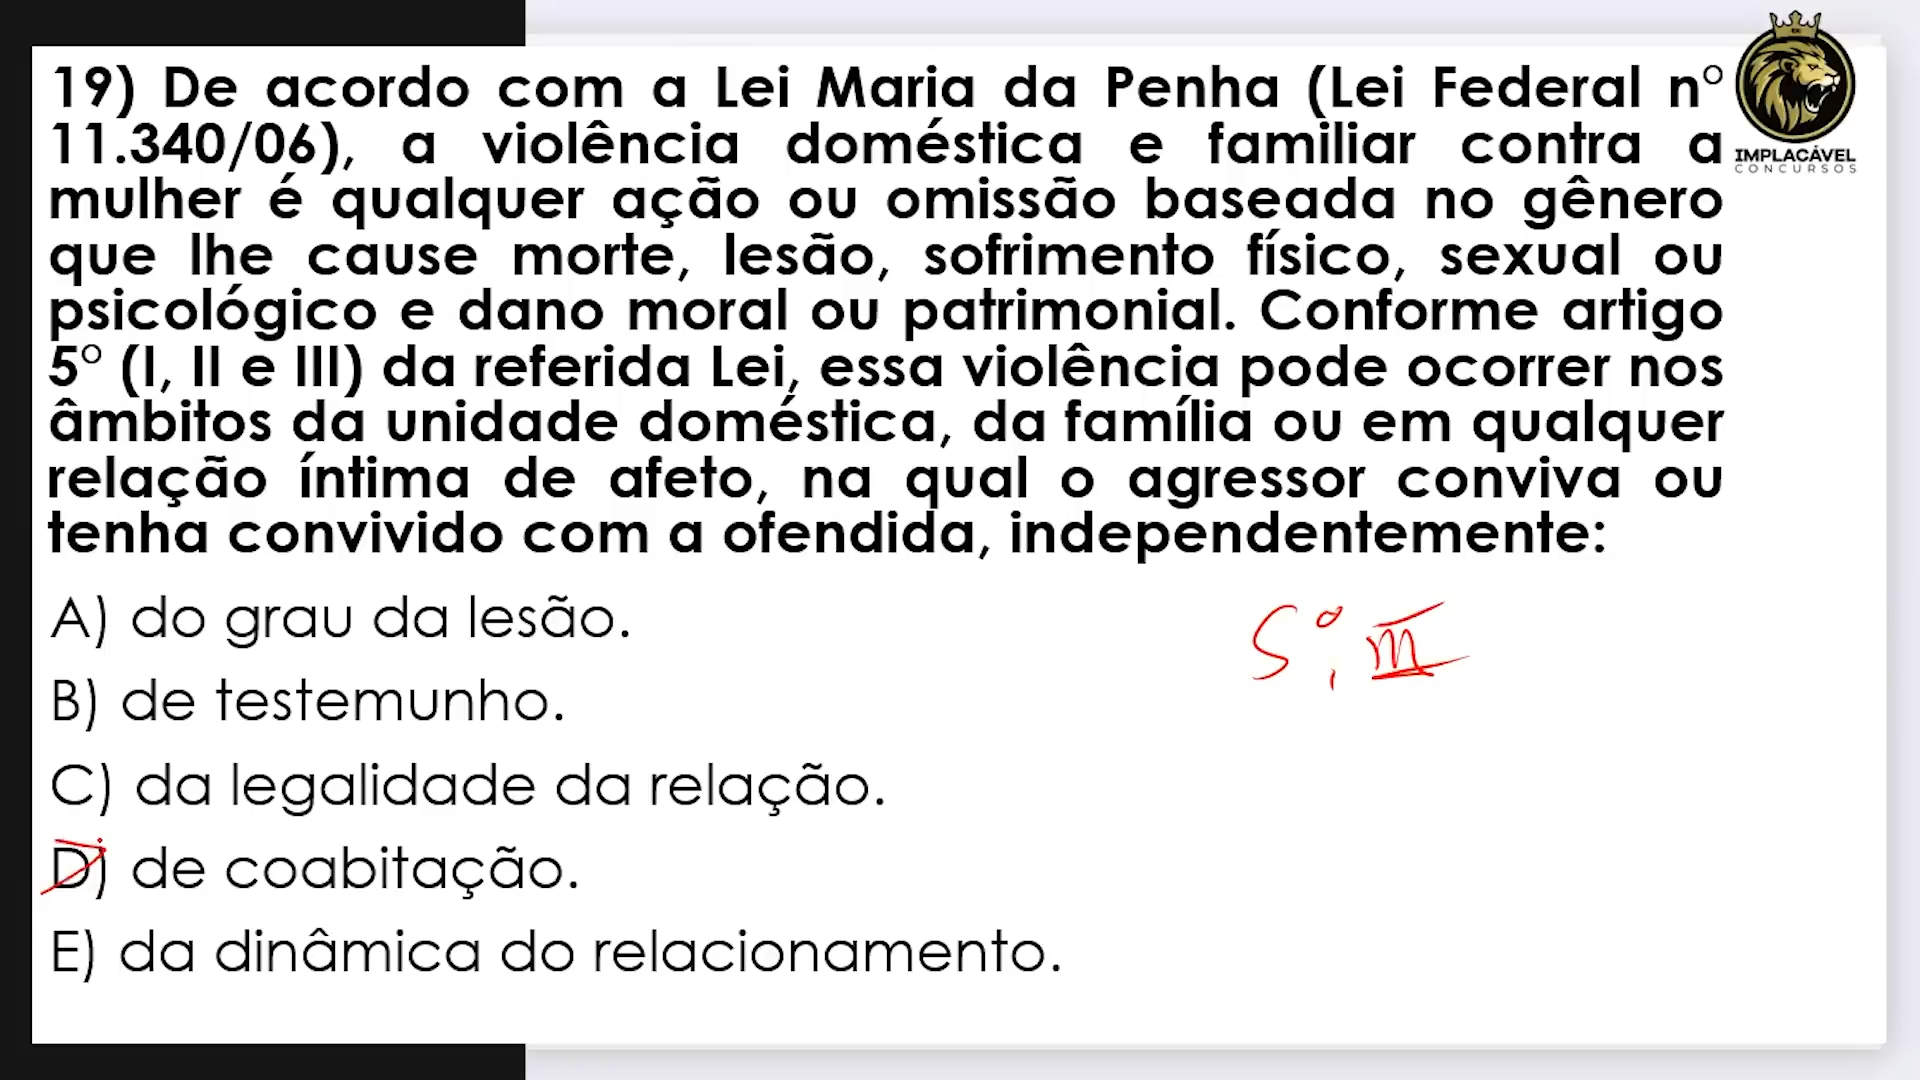 19) De acordo com a Lei Maria da Penha (Lei Federal nº
11.340/06), a violência doméstica e familiar contra a
mulher é qualquer ação ou omissão baseada no gênero
que lhe cause morte, lesão, sofrimento físico, sexual ou
psicológico e dano moral ou patrimonial. Conforme artigo
5º (I, II e III) da referida Lei, essa violência pode ocorrer nos
âmbitos da unidade doméstica, da família ou em qualquer
relação íntima de afeto, na qual o agressor conviva ou
tenha convivido com a ofendida, independentemente:
A) do grau da lesão.
B) de testemunho.
C) da legalidade da relação.
D) de coabitação.
E) da dinâmica do relacionamento.
5º, III
IMPLACÁVEL
CONCURSOS